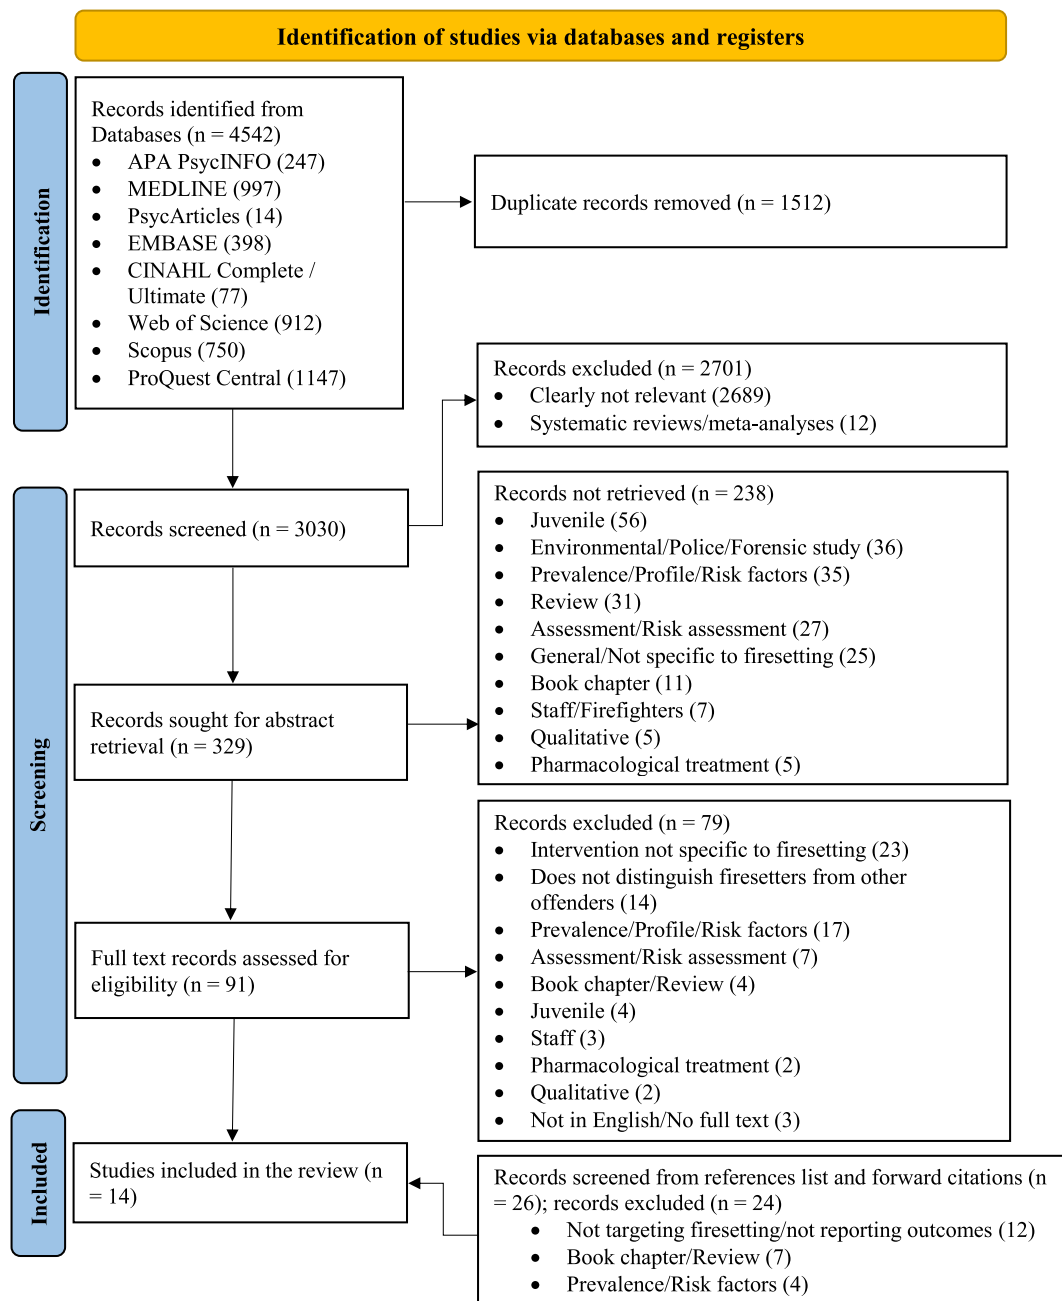 Identification of studies via databases and registers
Identification
Records identified from
Databases (n = 4542)
• APA PsycINFO (247)
• MEDLINE (997)
• PsycArticles (14)
• EMBASE (398)
• CINAHL Complete /
Ultimate (77)
• Web of Science (912)
• Scopus (750)
• ProQuest Central (1147)
Duplicate records removed (n = 1512)
Records excluded (n = 2701)
• Clearly not relevant (2689)
• Systematic reviews/meta-analyses (12)
Screening
Records screened (n = 3030)
Records not retrieved (n = 238)
• Juvenile (56)
• Environmental/Police/Forensic study (36)
• Prevalence/Profile/Risk factors (35)
• Review (31)
• Assessment/Risk assessment (27)
• General/Not specific to firesetting (25)
• Book chapter (11)
• Staff/Firefighters (7)
• Qualitative (5)
• Pharmacological treatment (5)
Records sought for abstract
retrieval (n = 329)
Records excluded (n = 79)
• Intervention not specific to firesetting (23)
• Does not distinguish firesetters from other
offenders (14)
• Prevalence/Profile/Risk factors (17)
• Assessment/Risk assessment (7)
• Book chapter/Review (4)
• Juvenile (4)
• Staff (3)
• Pharmacological treatment (2)
• Qualitative (2)
• Not in English/No full text (3)
Full text records assessed for
eligibility (n = 91)
Included
Studies included in the review (n
= 14)
Records screened from references list and forward citations (n
= 26); records excluded (n = 24)
• Not targeting firesetting/not reporting outcomes (12)
• Book chapter/Review (7)
• Prevalence/Risk factors (4)